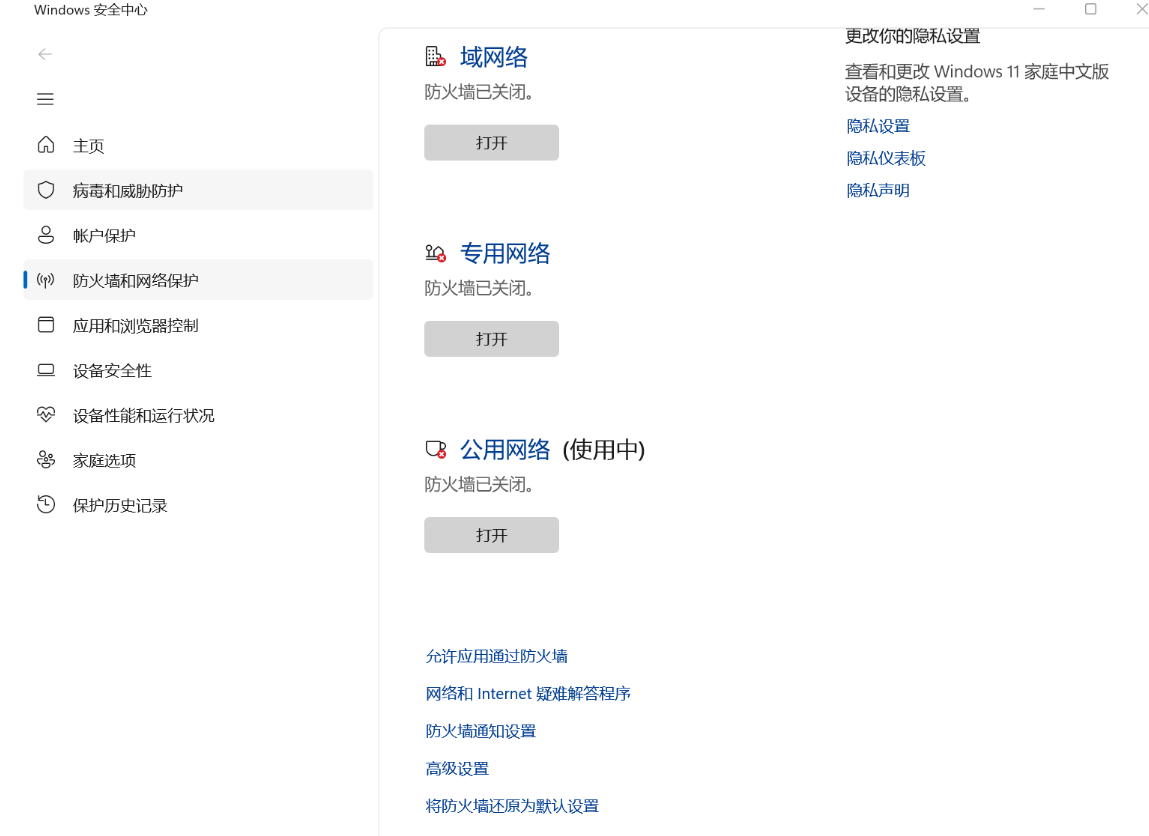 Windows 安全中心
主页
病毒和威胁防护
帐户保护
防火墙和网络保护
应用和浏览器控制
设备安全性
设备性能和运行状况
家庭选项
保护历史记录
域网络
防火墙已关闭。
打开
专用网络
防火墙已关闭。
打开
公用网络 (使用中)
防火墙已关闭。
打开
允许应用通过防火墙
网络和 Internet 疑难解答程序
防火墙通知设置
高级设置
将防火墙还原为默认设置
更改你的隐私设置
查看和更改 Windows 11 家庭中文版
设备的隐私设置。
隐私设置
隐私仪表板
隐私声明